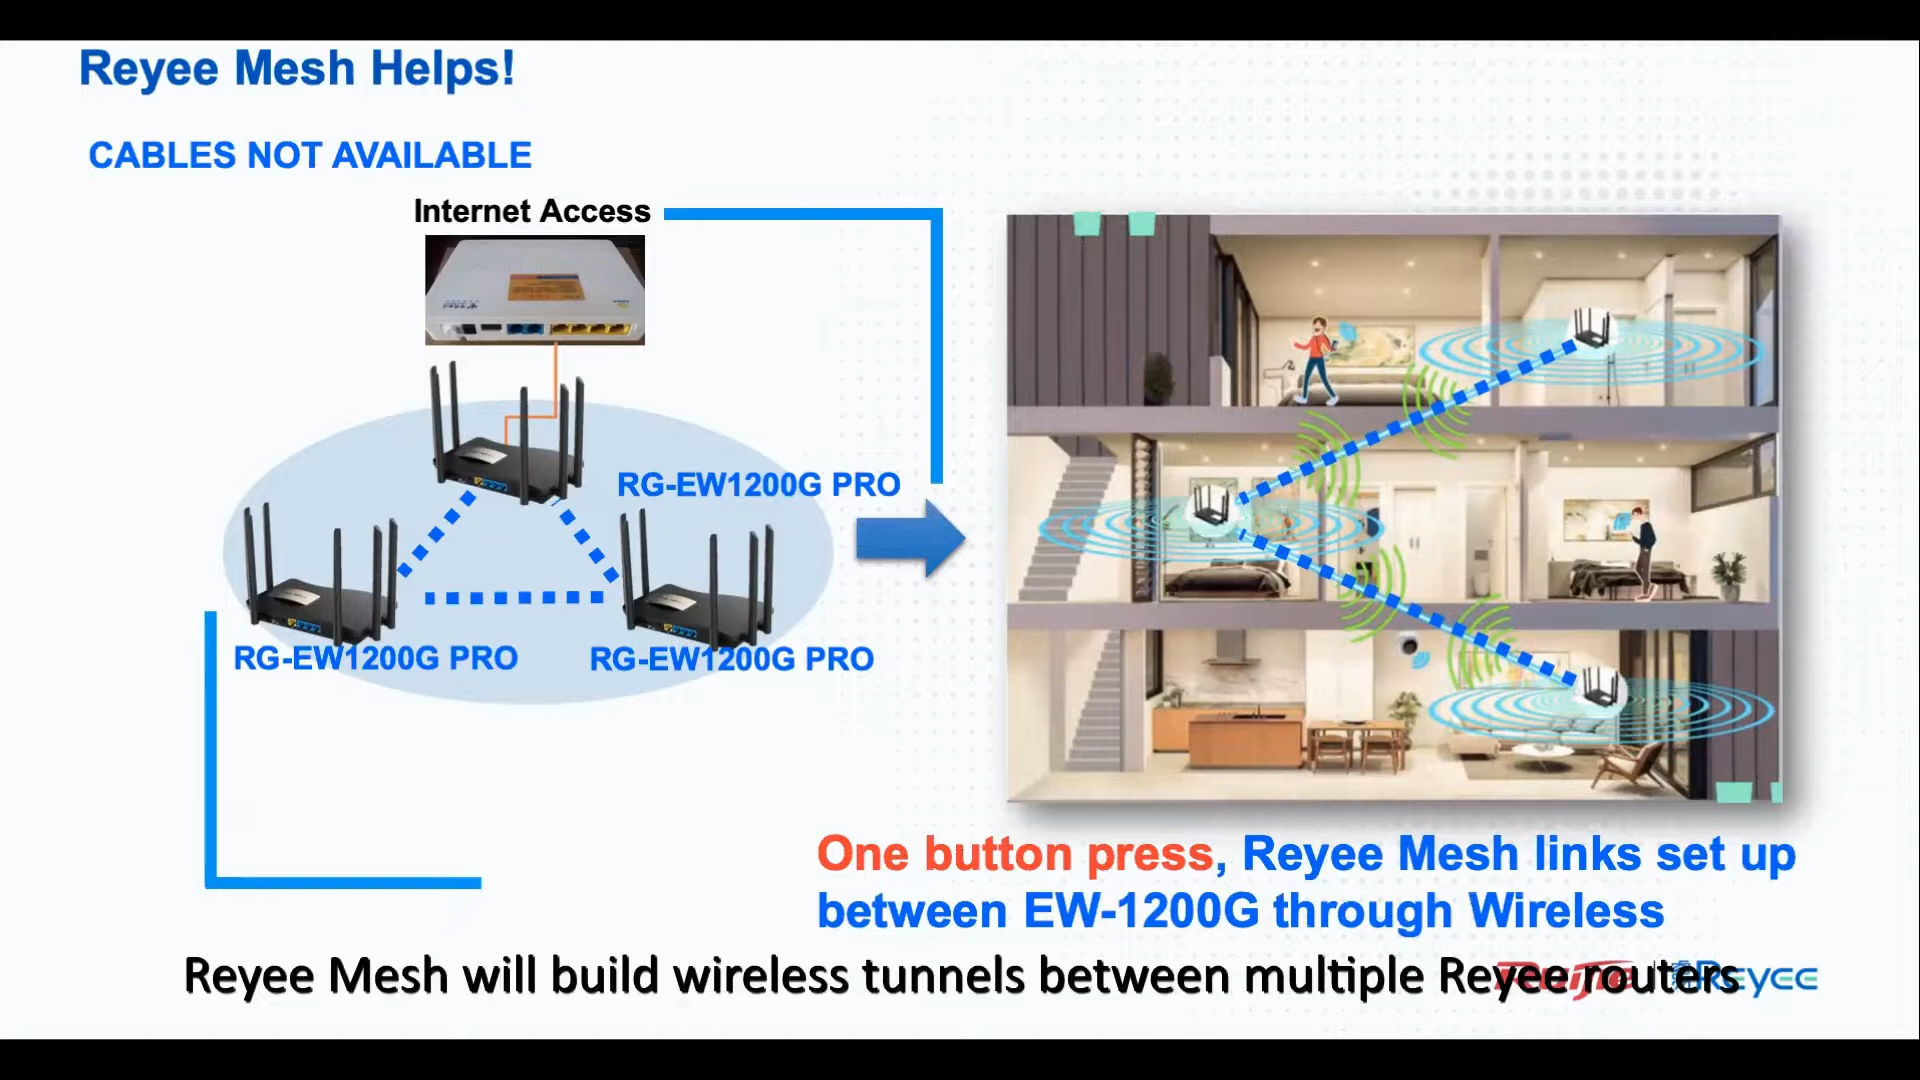 Reyee Mesh Helps!
CABLES NOT AVAILABLE
Internet Access
RG-EW1200G PRO
RG-EW1200G PRO
RG-EW1200G PRO
One button press, Reyee Mesh links set up
between EW-1200G through Wireless
Reyee Mesh will build wireless tunnels between multiple Reyee routers
Ruijie | Reyee